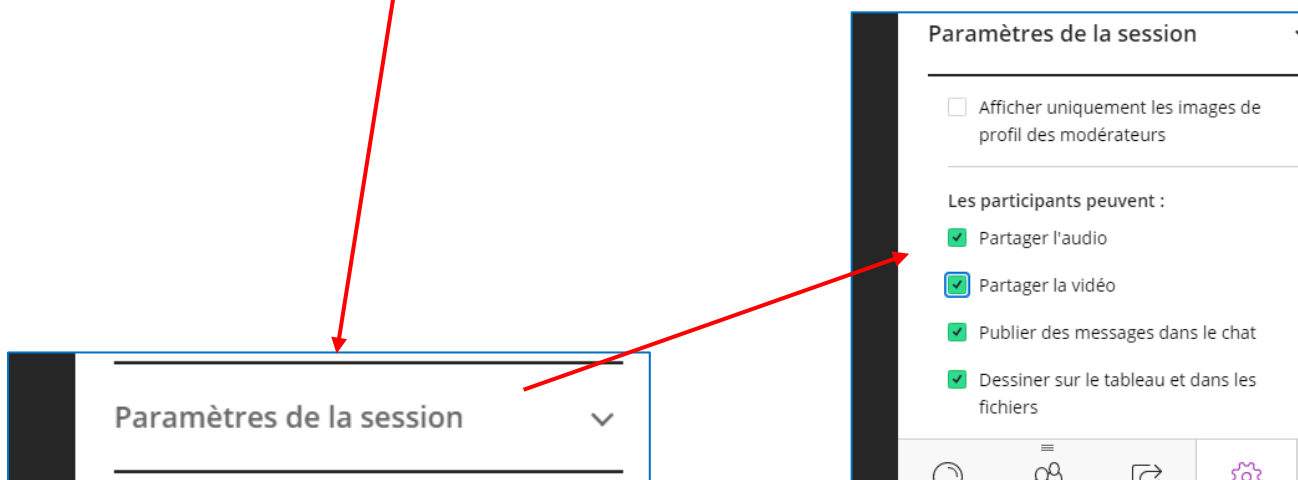 Paramètres de la session
Afficher uniquement les images de
profil des modérateurs
Les participants peuvent :
Partager l'audio
Partager la vidéo
Publier des messages dans le chat
Dessiner sur le tableau et dans les
fichiers
Paramètres de la session